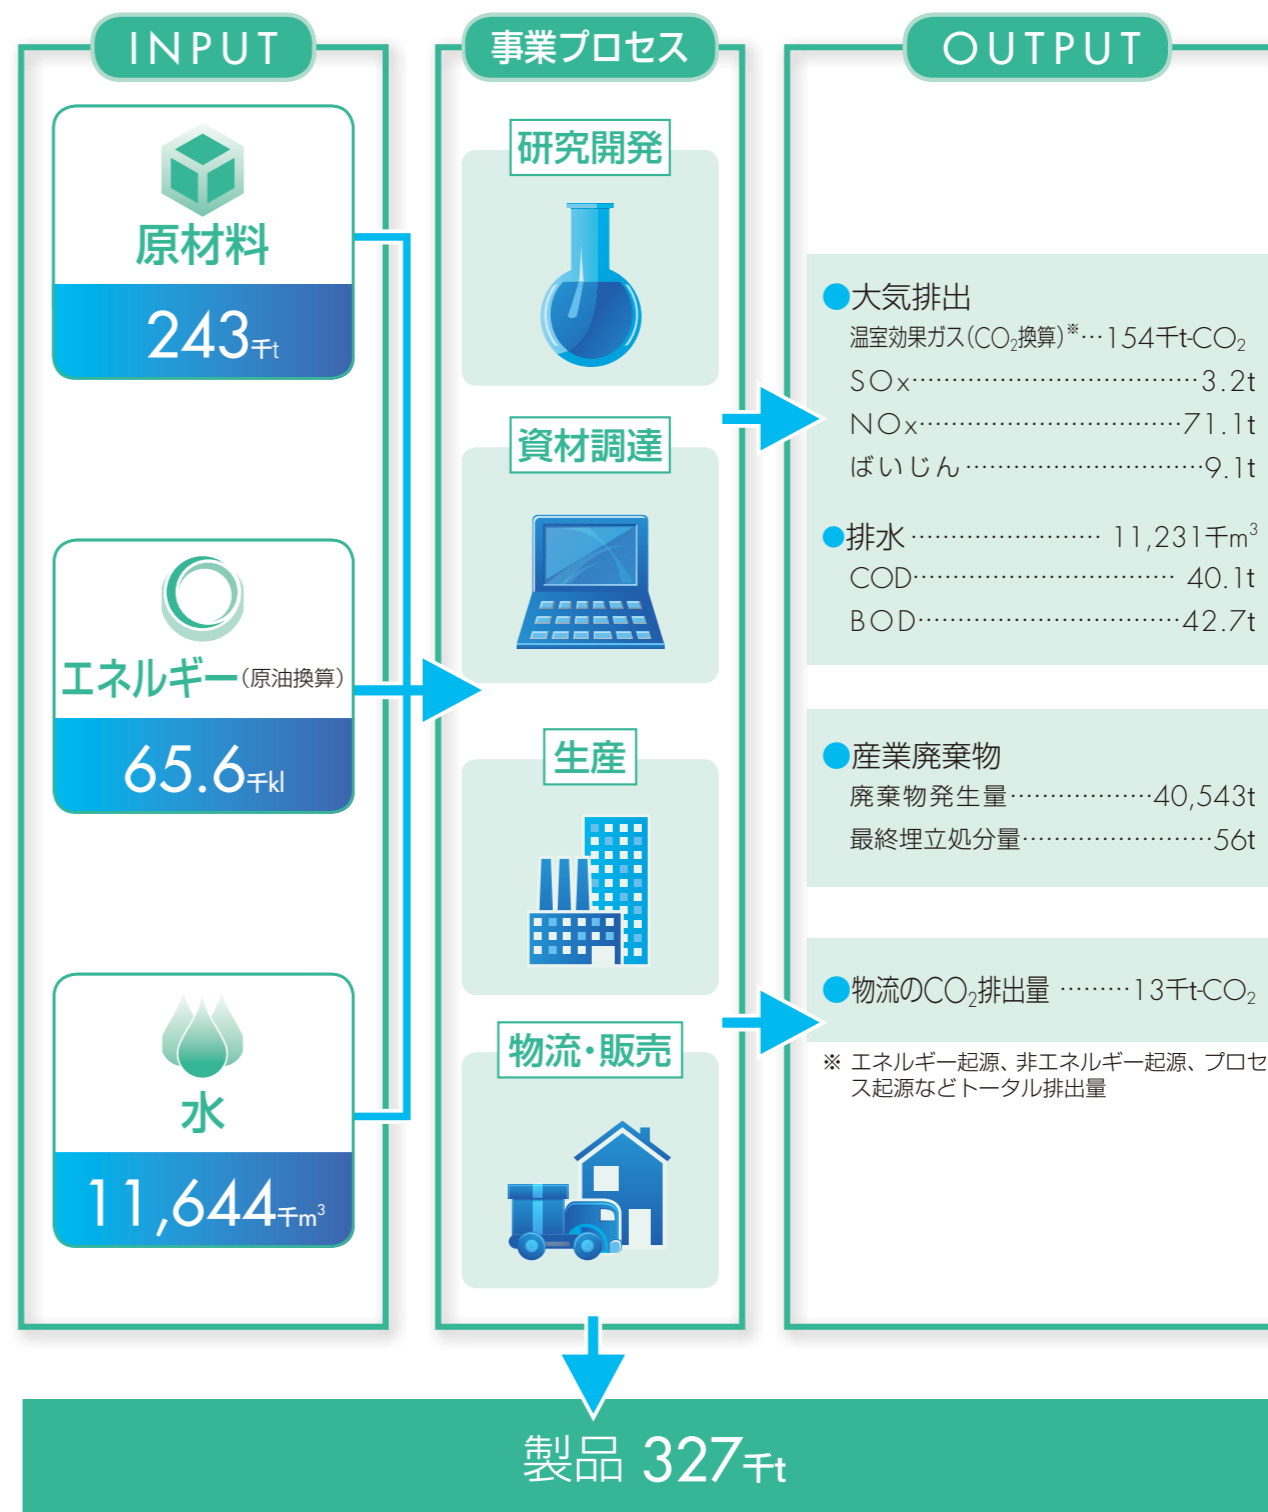 INPUT
原材料
243千t
エネルギー(原油換算)
65.6千kl
水
11,644千m³
事業プロセス
研究開発
資材調達
生産
物流・販売
OUTPUT
●大気排出
温室効果ガス(CO₂換算)※…154千t-CO₂
SOx……………………………3.2t
NOx……………………………71.1t
ばいじん…………………………9.1t
●排水…………………… 11,231千m³
COD…………………………… 40.1t
BOD……………………………42.7t
●産業廃棄物
廃棄物発生量………………40,543t
最終埋立処分量……………………56t
●物流のCO₂排出量 ………13千t-CO₂
※ エネルギー起源、非エネルギー起源、プロセ
ス起源などトータル排出量
製品 327千t